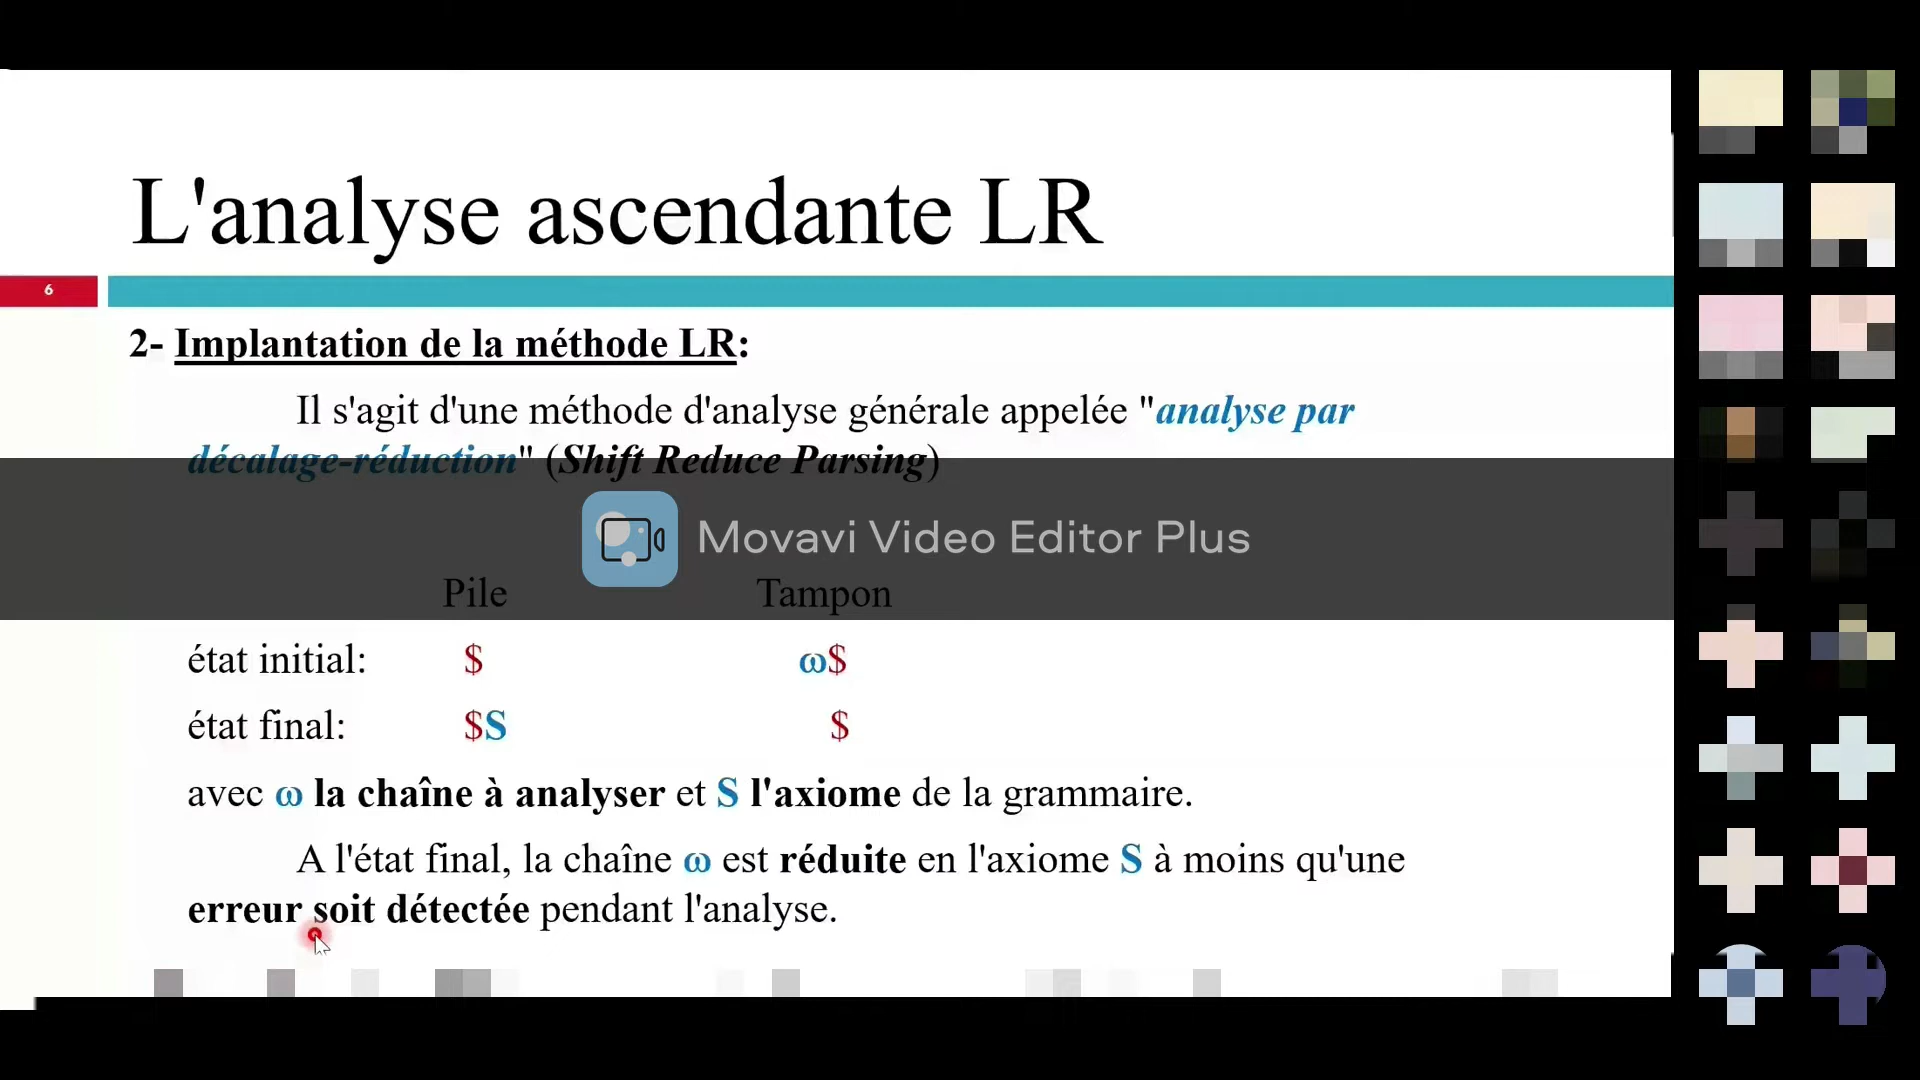 L'analyse ascendante LR
6
2- Implantation de la méthode LR:
Il s'agit d'une méthode d'analyse générale appelée "analyse par
décalage-réduction" (Shift Reduce Parsing)
Movavi Video Editor Plus
Pile Tampon
état initial: $ ω$
état final: $S $
avec ω la chaîne à analyser et S l'axiome de la grammaire.
A l'état final, la chaîne ω est réduite en l'axiome S à moins qu'une
erreur soit détectée pendant l'analyse.